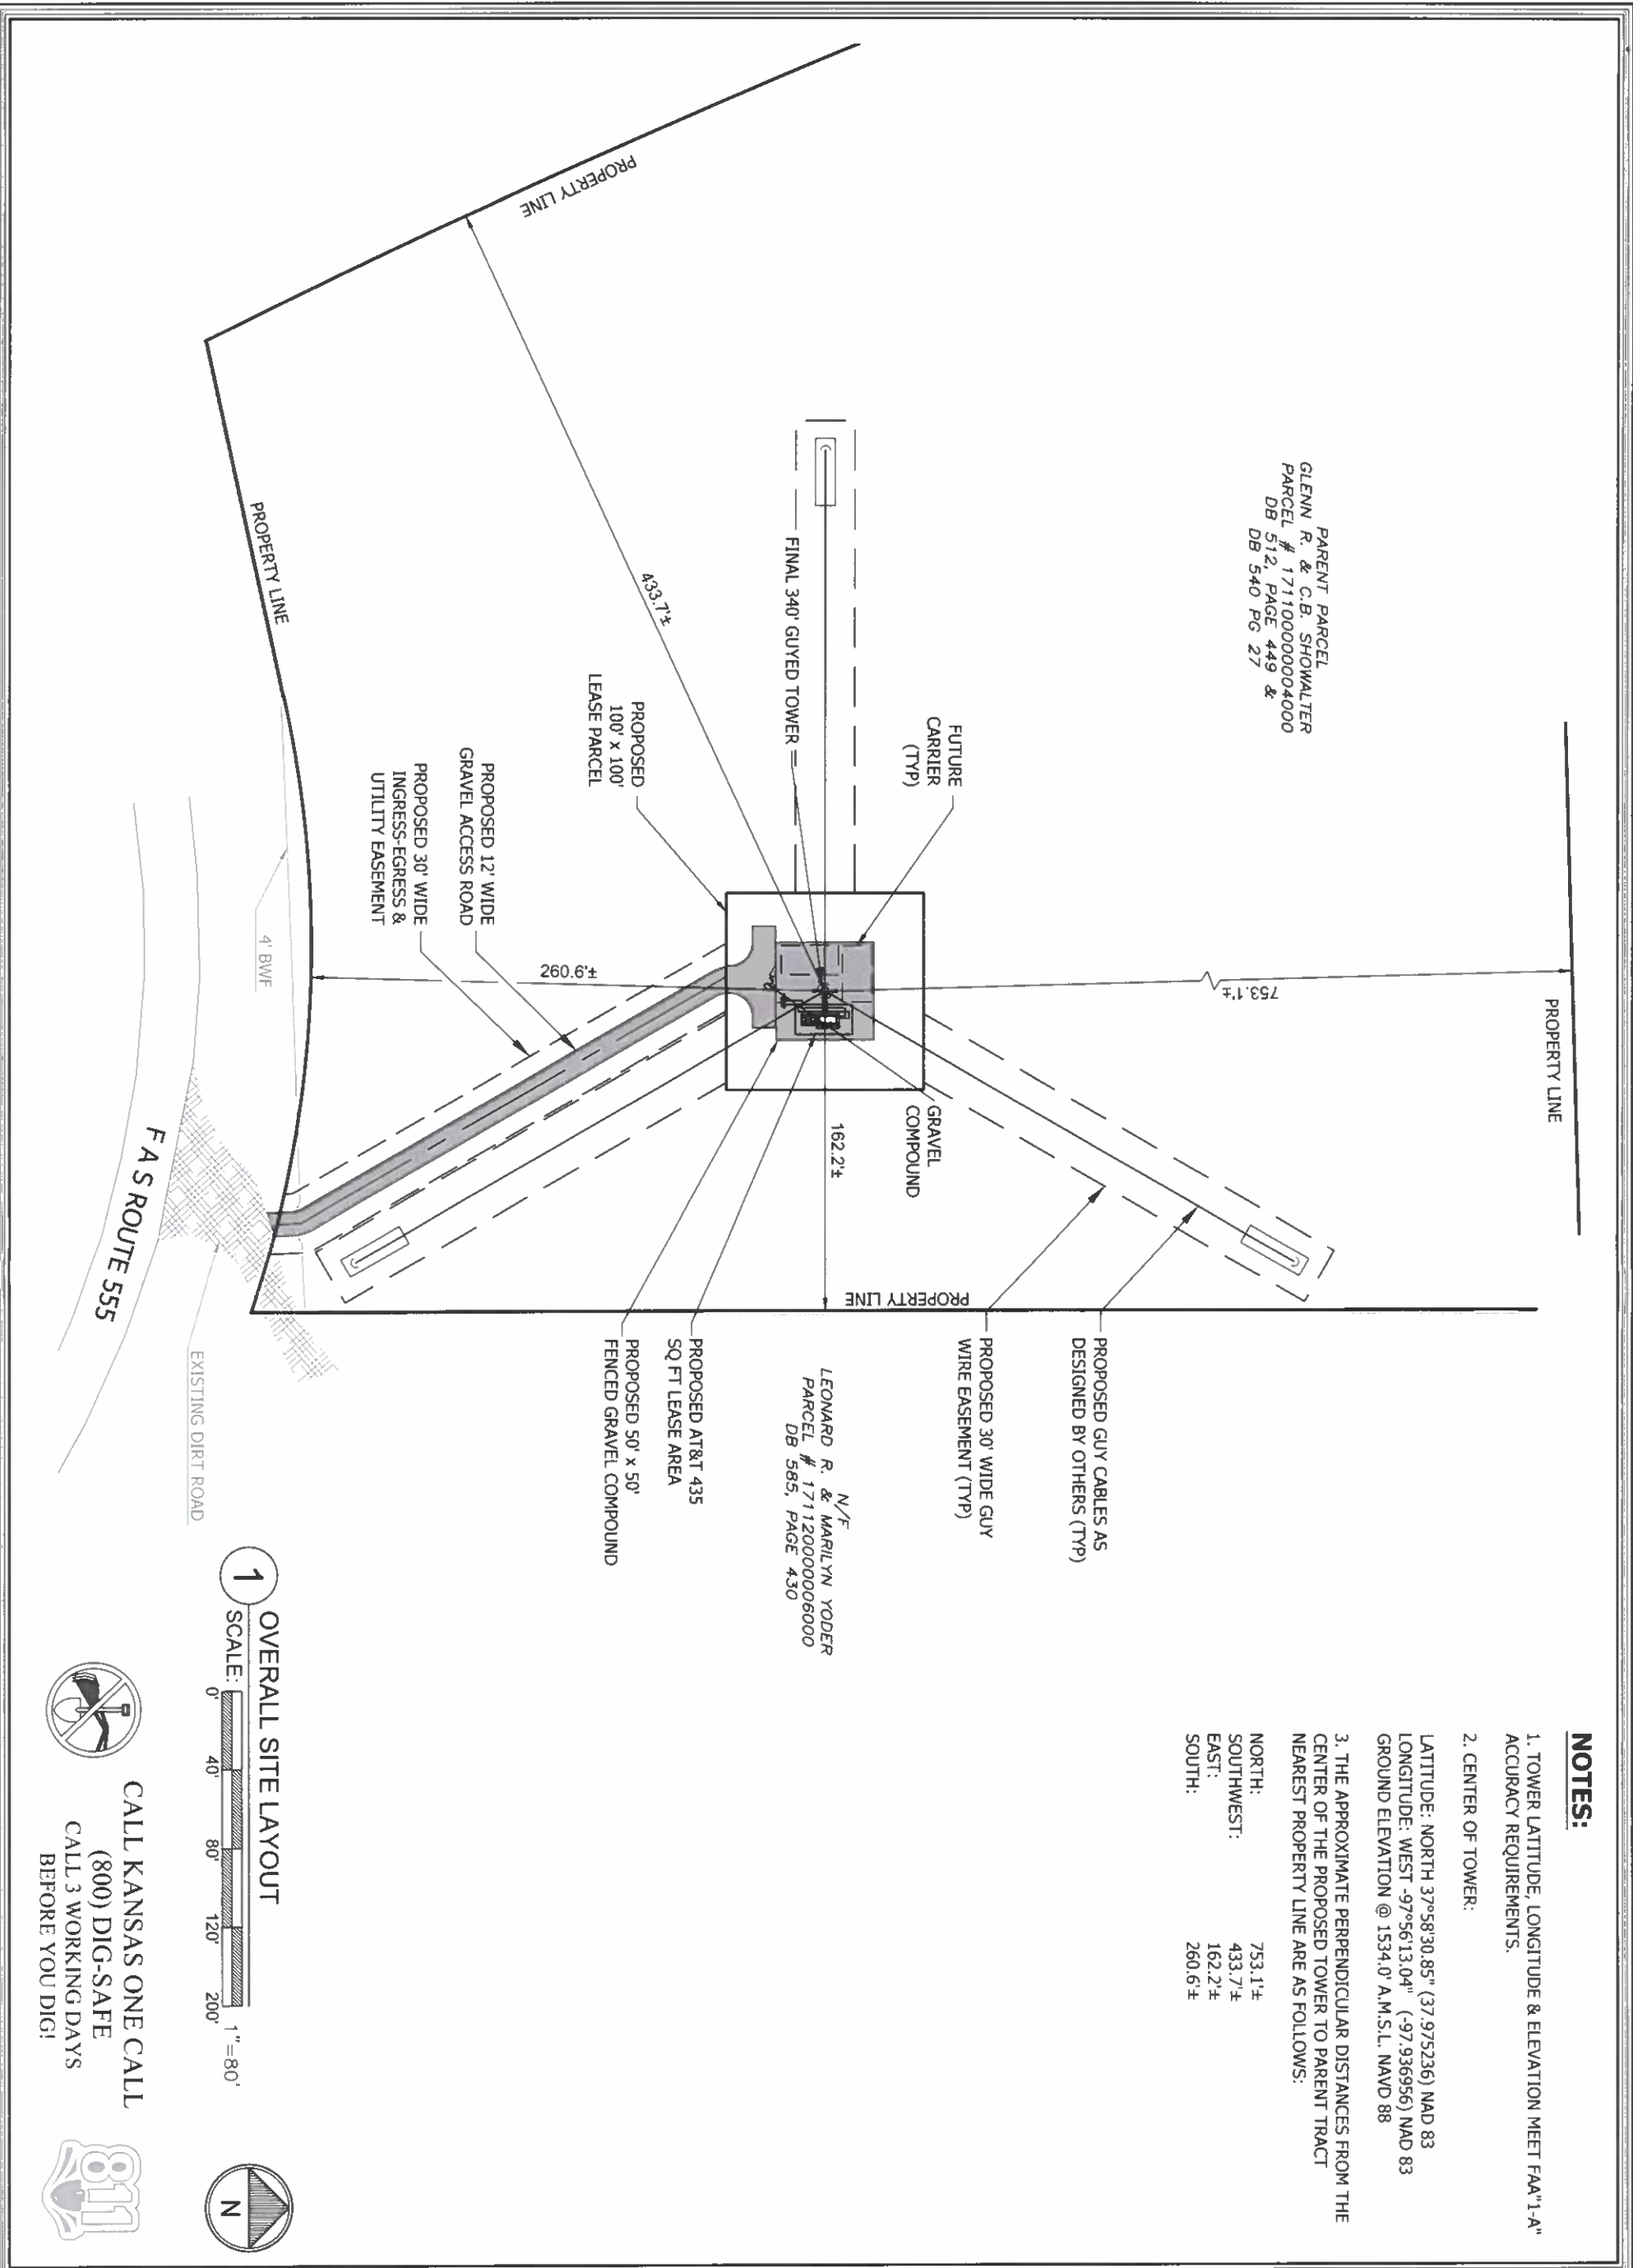 PARENT PARCEL
GLENN R. & C.B. SHOWALTER
PARCEL # 1711000000004000
DB 512, PAGE 449 &
DB 540 PG 27
PROPERTY LINE
753.1'±
PROPERTY LINE
433.7'±
FINAL 340' GUYED TOWER
FUTURE
CARRIER
(TYP)
GRAVEL
COMPOUND
162.2'±
PROPERTY LINE
PROPOSED GUY CABLES AS
DESIGNED BY OTHERS (TYP)
PROPOSED 30' WIDE GUY
WIRE EASEMENT (TYP)
N/F
LEONARD R. & MARILYN YODER
PARCEL # 1711200000006000
DB 585, PAGE 430
PROPOSED AT&T 435
SQ FT LEASE AREA
PROPOSED 50' x 50'
FENCED GRAVEL COMPOUND
PROPOSED
100' x 100'
LEASE PARCEL
PROPOSED 12' WIDE
GRAVEL ACCESS ROAD
PROPOSED 30' WIDE
INGRESS-EGRESS &
UTILITY EASEMENT
260.6'±
PROPERTY LINE
4' BWF
F A S ROUTE 555
EXISTING DIRT ROAD
NOTES:
1. TOWER LATITUDE, LONGITUDE & ELEVATION MEET FAA"1-A"
ACCURACY REQUIREMENTS.
2. CENTER OF TOWER:
LATITUDE: NORTH 37°58'30.85" (37.975236) NAD 83
LONGITUDE: WEST -97°56'13.04" (-97.936956) NAD 83
GROUND ELEVATION @ 1534.0' A.M.S.L. NAVD 88
3. THE APPROXIMATE PERPENDICULAR DISTANCES FROM THE
CENTER OF THE PROPOSED TOWER TO PARENT TRACT
NEAREST PROPERTY LINE ARE AS FOLLOWS:
NORTH: 753.1'±
SOUTHWEST: 433.7'±
EAST: 162.2'±
SOUTH: 260.6'±
1 OVERALL SITE LAYOUT
SCALE: 0' 40' 80' 120' 200' 1"=80'
N
CALL KANSAS ONE CALL
(800) DIG-SAFE
CALL 3 WORKING DAYS
BEFORE YOU DIG!
811